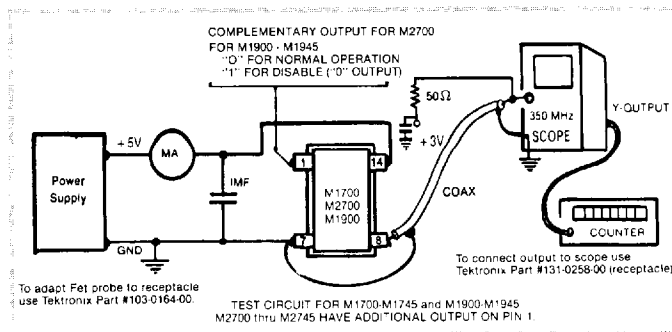 COMPLEMENTARY OUTPUT FOR M2700
FOR M1900 - M1945
"O" FOR NORMAL OPERATION
"1" FOR DISABLE ("0" OUTPUT)
50Ω
350 MHz
SCOPE
Y-OUTPUT
+5V
MA
+3V
1
14
1MF
COAX
Power
Supply
M1700
M2700
M1900
GND
7
8
COUNTER
To adapt Fet probe to receptacle
use Tektronix Part #103-0164-00.
To connect output to scope use
Tektronix Part #131-0258-00 (receptacle)
TEST CIRCUIT FOR M1700-M1745 and M1900-M1945
M2700 thru M2745 HAVE ADDITIONAL OUTPUT ON PIN 1.